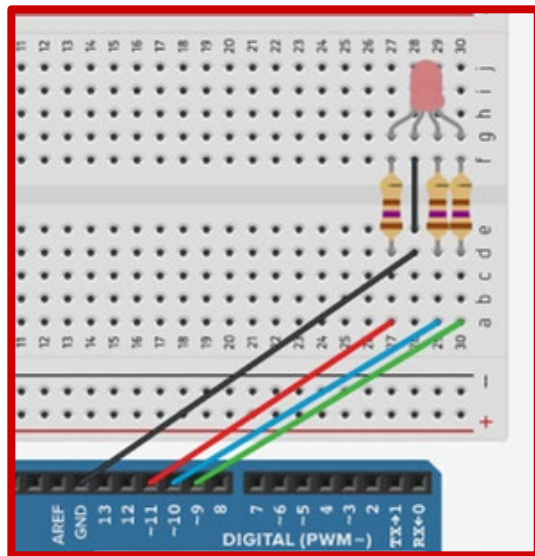 11 12 13 14 15 16 17 18 19 20 21 22 23 24 25 26 27 28 29 30
j
i
h
g
f
e
d
c
b
a
11 12 13 14 15 16 17 18 19 20 21 22 23 24 25 26 27 28 29 30
−
+
AREF GND 13 12 ~11 ~10 ~9 8 7 ~6 ~5 4 ~3 2 TX→1 RX←0
DIGITAL (PWM~)